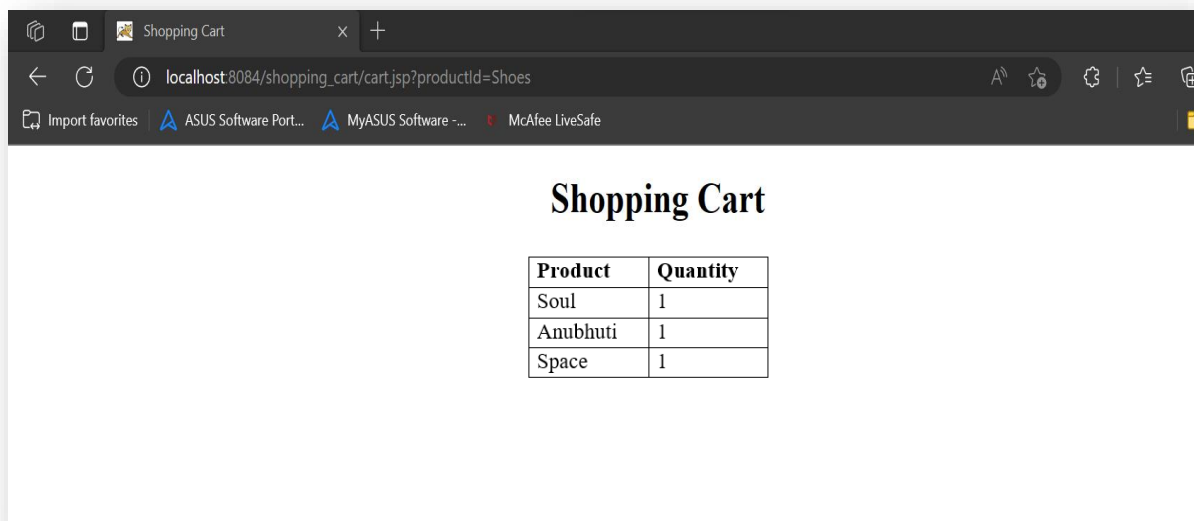 Shopping Cart
localhost:8084/shopping_cart/cart.jsp?productId=Shoes
Import favorites ASUS Software Port... MyASUS Software -... McAfee LiveSafe
Shopping Cart
Product Quantity
Soul 1
Anubhuti 1
Space 1